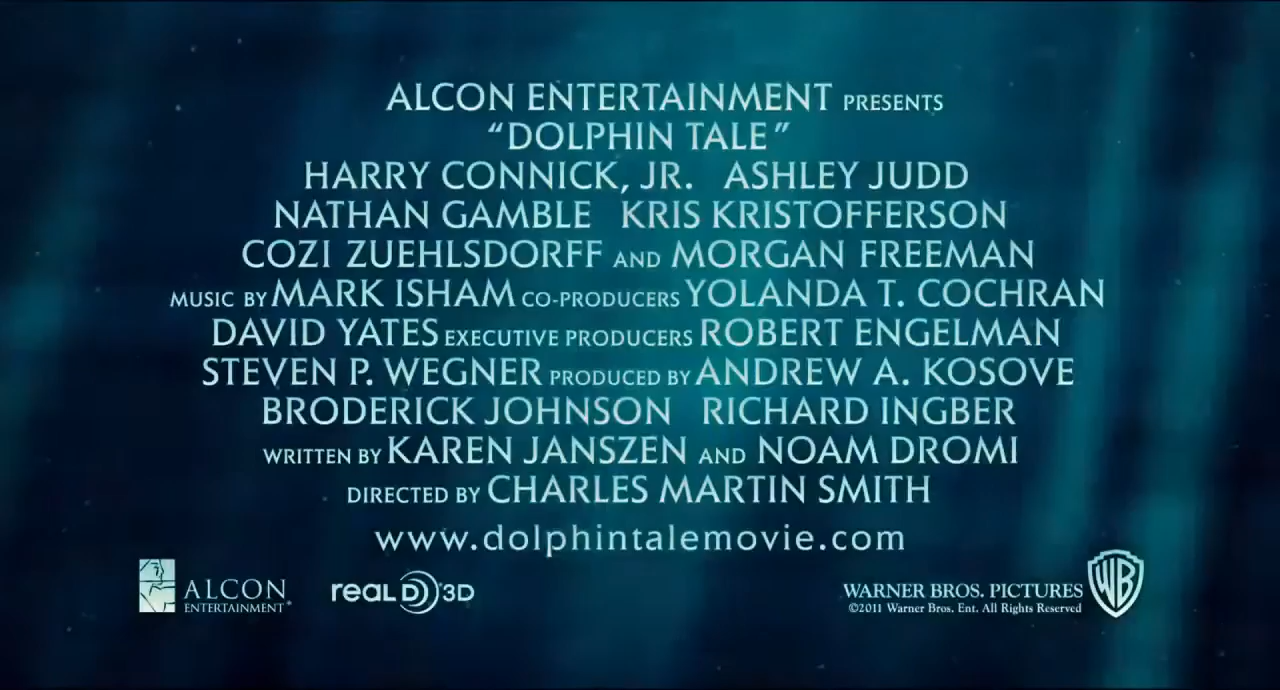 ALCON ENTERTAINMENT PRESENTS
“DOLPHIN TALE”
HARRY CONNICK, JR. ASHLEY JUDD
NATHAN GAMBLE KRIS KRISTOFFERSON
COZI ZUEHLSDORFF AND MORGAN FREEMAN
MUSIC BY MARK ISHAM CO-PRODUCERS YOLANDA T. COCHRAN
DAVID YATES EXECUTIVE PRODUCERS ROBERT ENGELMAN
STEVEN P. WEGNER PRODUCED BY ANDREW A. KOSOVE
BRODERICK JOHNSON RICHARD INGBER
WRITTEN BY KAREN JANSZEN AND NOAM DROMI
DIRECTED BY CHARLES MARTIN SMITH
www.dolphintalemovie.com
ALCON
ENTERTAINMENT
REAL D 3D
WARNER BROS. PICTURES
©2011 Warner Bros. Ent. All Rights Reserved
WB